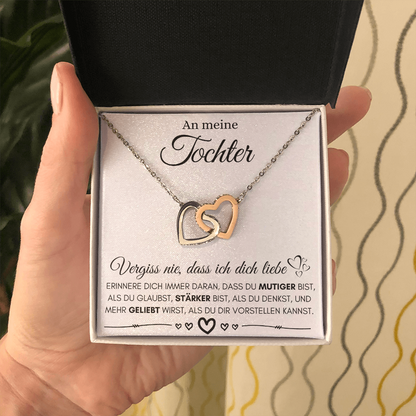 An meine
Tochter
Vergiss nie, dass ich dich liebe
ERINNERE DICH IMMER DARAN, DASS DU MUTIGER BIST,
ALS DU GLAUBST, STÄRKER BIST, ALS DU DENKST, UND
MEHR GELIEBT WIRST, ALS DU DIR VORSTELLEN KANNST.